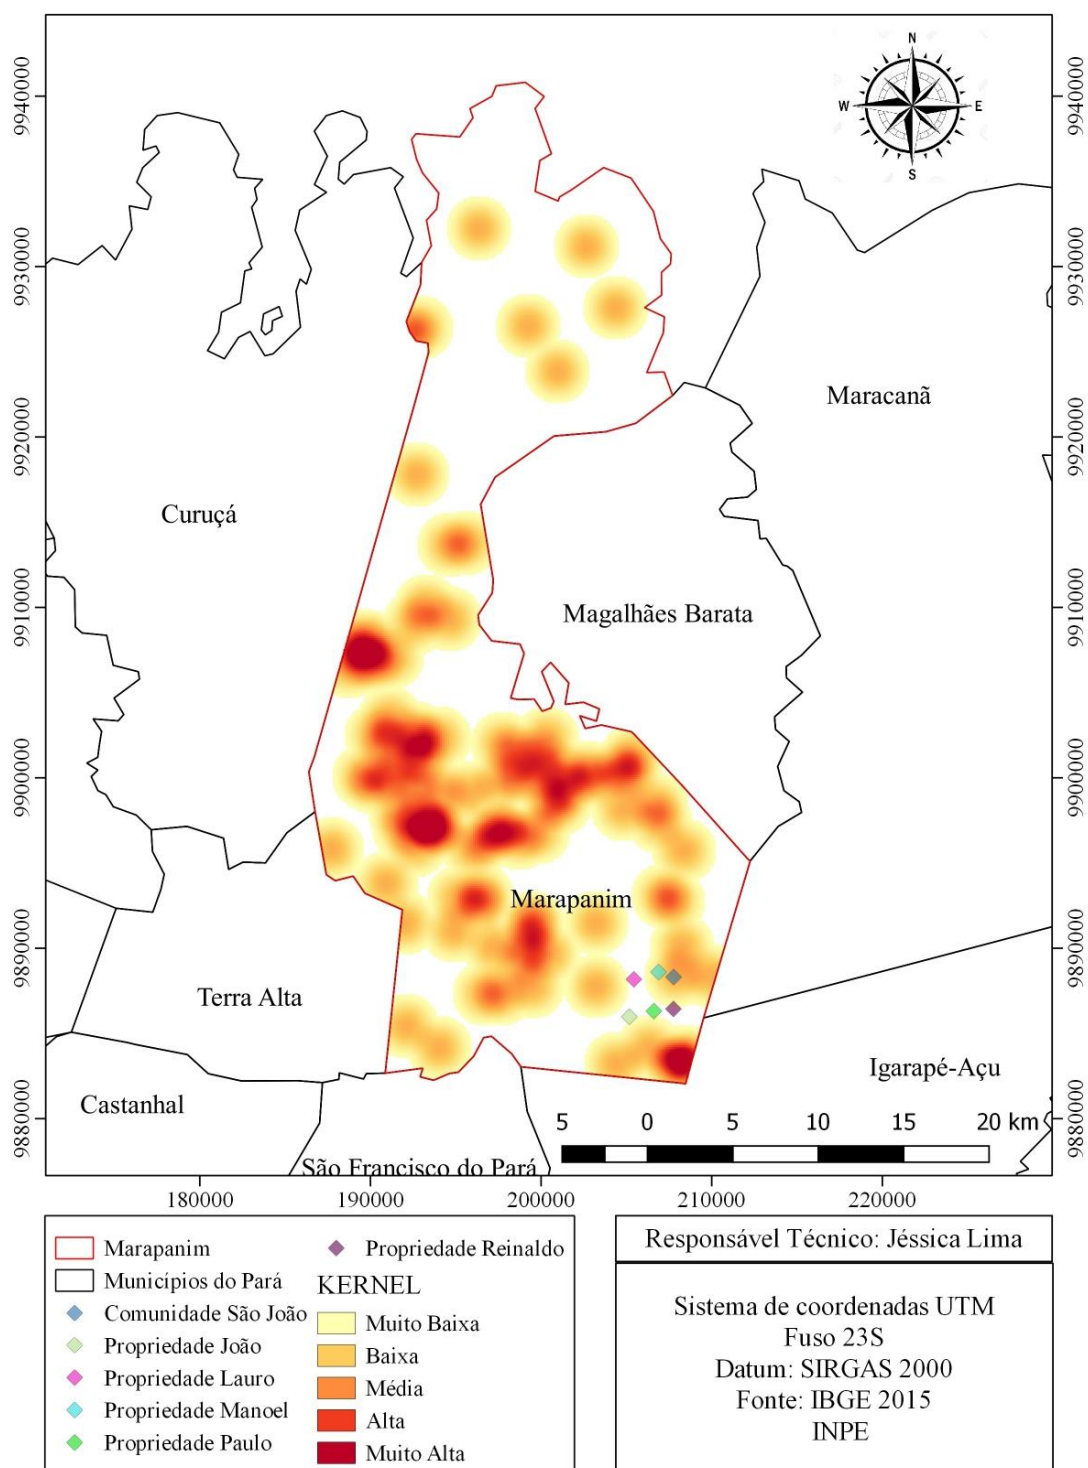 N
W
E
S
9940000
9940000
9930000
9930000
Maracanã
9920000
9920000
Curuçá
Magalhães Barata
9910000
9910000
9900000
9900000
Marapanim
9890000
9890000
Terra Alta
Igarapé-Açu
Castanhal
9880000
9880000
5 0 5 10 15 20 km
São Francisco do Pará
180000 190000 200000 210000 220000
Marapanim
Municípios do Pará
Comunidade São João
Propriedade João
Propriedade Lauro
Propriedade Manoel
Propriedade Paulo
Propriedade Reinaldo
KERNEL
Muito Baixa
Baixa
Média
Alta
Muito Alta
Responsável Técnico: Jéssica Lima
Sistema de coordenadas UTM
Fuso 23S
Datum: SIRGAS 2000
Fonte: IBGE 2015
INPE